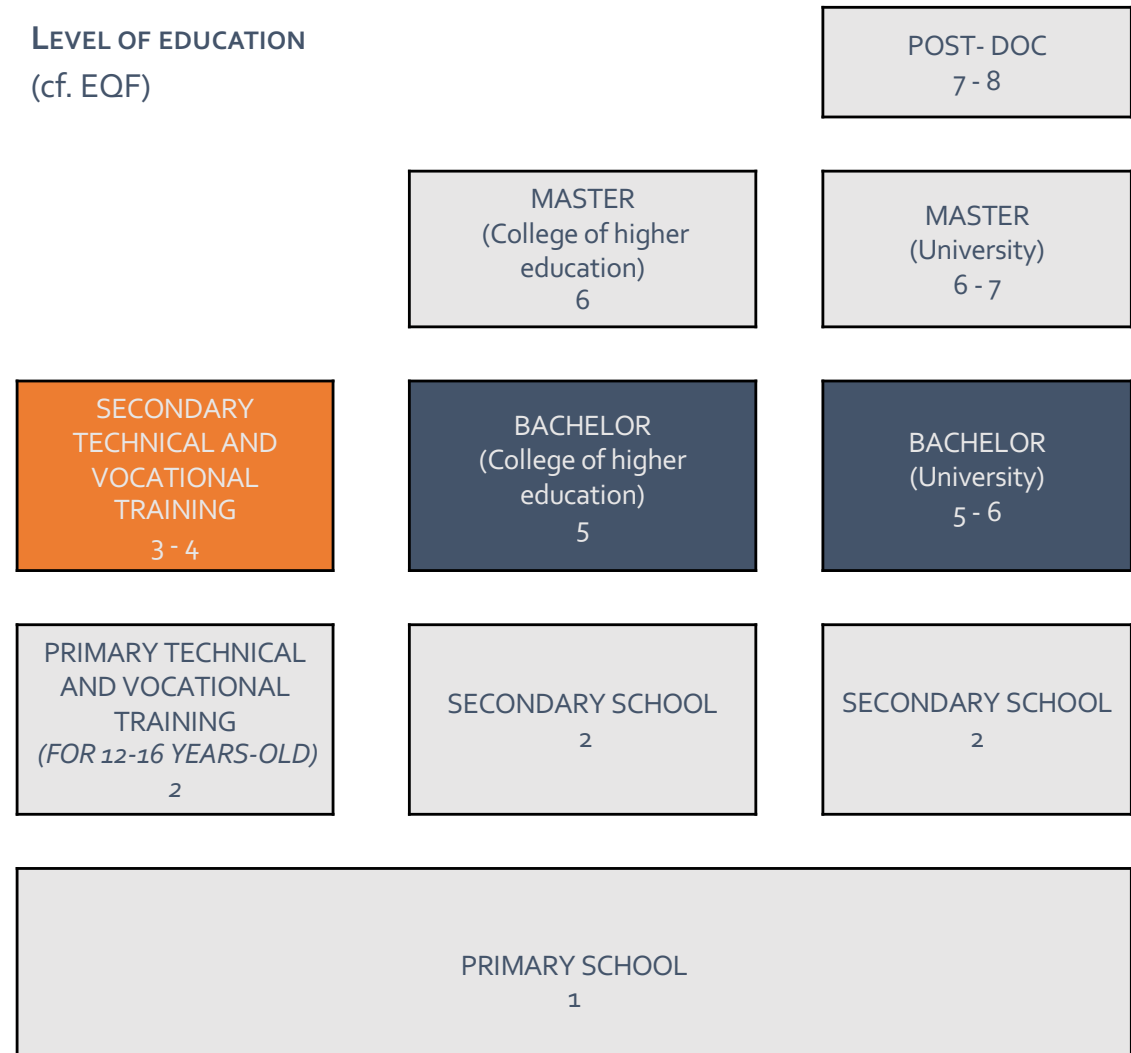 LEVEL OF EDUCATION
(cf. EQF)
POST- DOC
7 - 8
MASTER
(College of higher
education)
6
MASTER
(University)
6 - 7
SECONDARY
TECHNICAL AND
VOCATIONAL
TRAINING
3 - 4
BACHELOR
(College of higher
education)
5
BACHELOR
(University)
5 - 6
PRIMARY TECHNICAL
AND VOCATIONAL
TRAINING
(FOR 12-16 YEARS-OLD)
2
SECONDARY SCHOOL
2
SECONDARY SCHOOL
2
PRIMARY SCHOOL
1